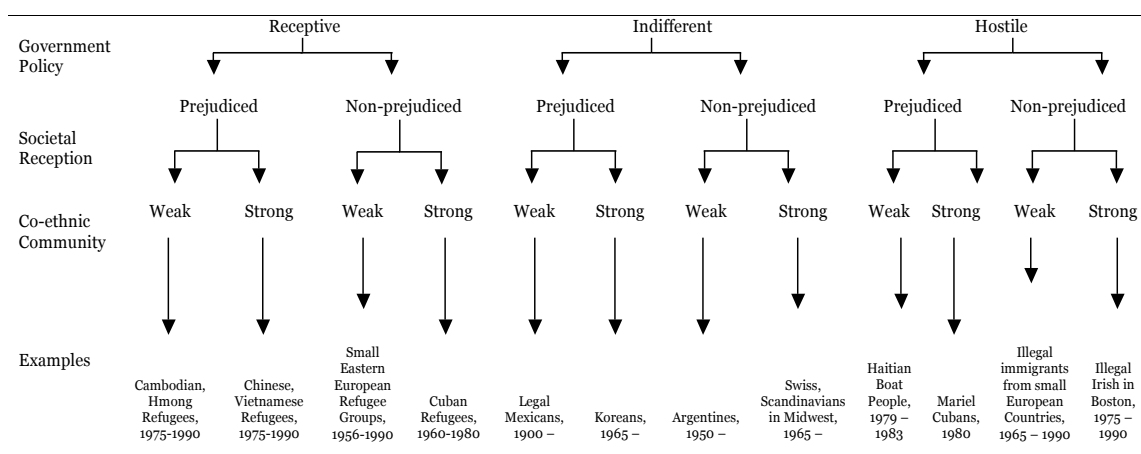 Government
Policy
Receptive
Indifferent
Hostile
Societal
Reception
Prejudiced
Non-prejudiced
Prejudiced
Non-prejudiced
Prejudiced
Non-prejudiced
Co-ethnic
Community
Weak
Strong
Weak
Strong
Weak
Strong
Weak
Strong
Weak
Strong
Weak
Strong
Examples
Cambodian,
Hmong
Refugees,
1975-1990
Chinese,
Vietnamese
Refugees,
1975-1990
Small
Eastern
European
Refugee
Groups,
1956-1990
Cuban
Refugees,
1960-1980
Legal
Mexicans,
1900 –
Koreans,
1965 –
Argentines,
1950 –
Swiss,
Scandinavians
in Midwest,
1965 –
Haitian
Boat
People,
1979 –
1983
Mariel
Cubans,
1980
Illegal
immigrants
from small
European
Countries,
1965 – 1990
Illegal
Irish in
Boston,
1975 –
1990